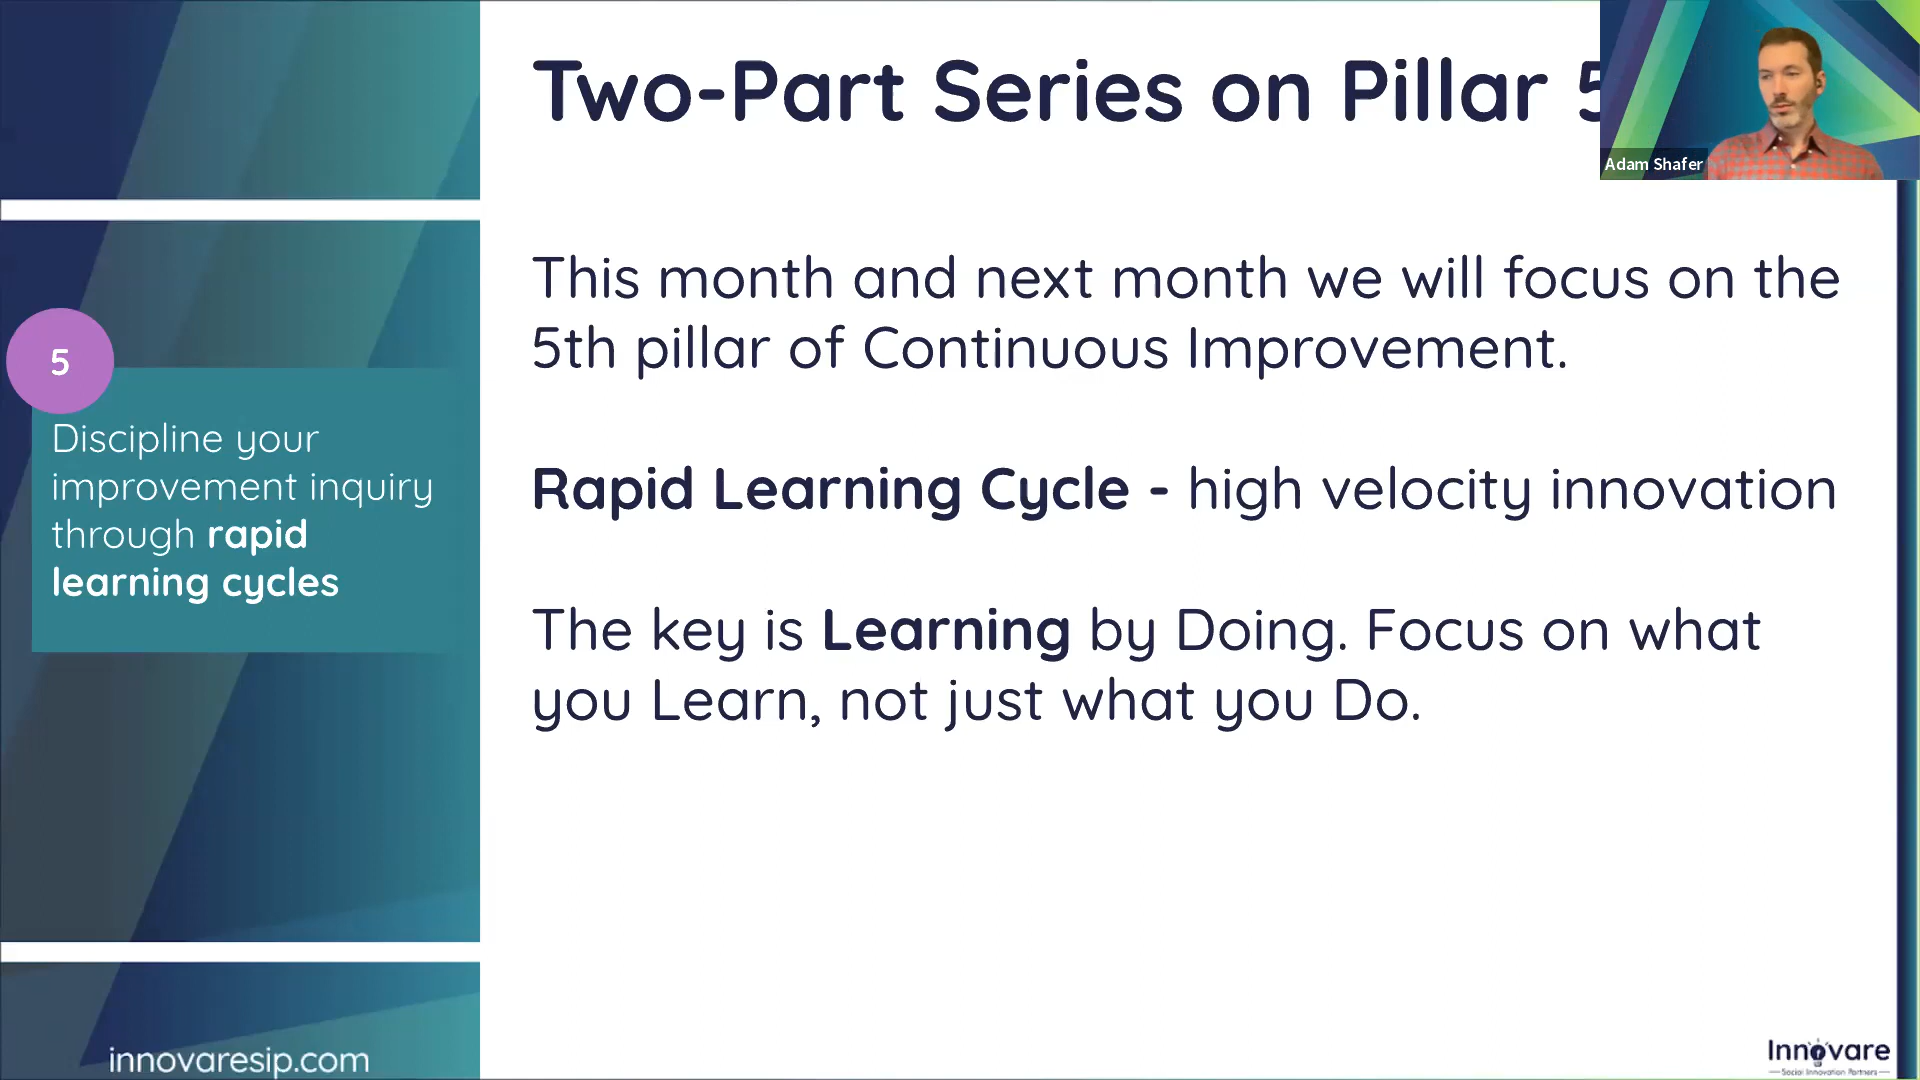 Two-Part Series on Pillar 5
Adam Shafer
This month and next month we will focus on the
5th pillar of Continuous Improvement.
5
Discipline your
improvement inquiry
through rapid
learning cycles
Rapid Learning Cycle - high velocity innovation
The key is Learning by Doing. Focus on what
you Learn, not just what you Do.
innovaresip.com
Innovare
Social Innovation Partners